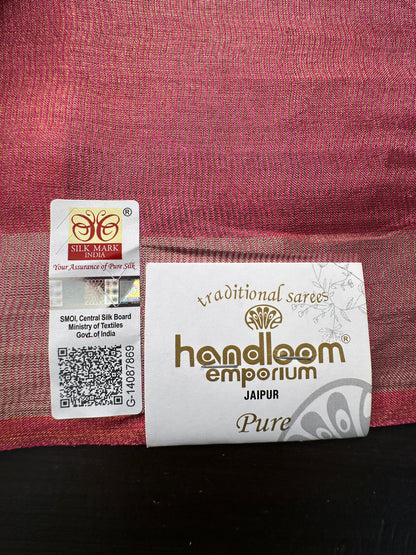 ®
SILK MARK
INDIA
Your Assurance of Pure Silk
SMOI, Central Silk Board
Ministry of Textiles
Govt. of India
G-14087869
traditional sarees
handloom®
emporium
JAIPUR
Pure